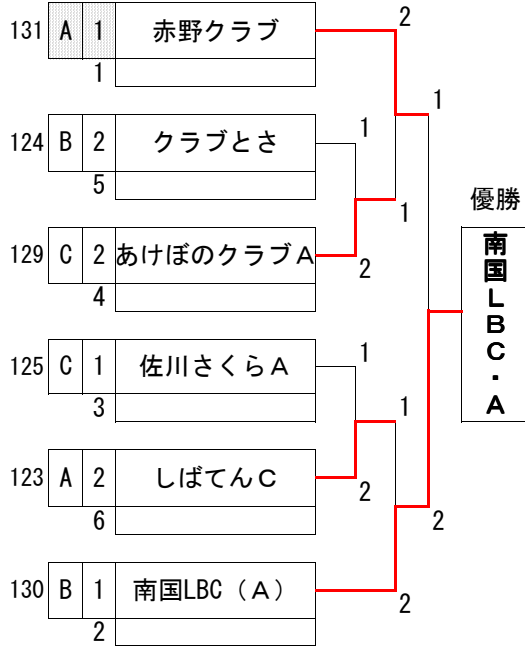 131 A 1 赤野クラブ 2
1
1
124 B 2 クラブとさ 1
5
1
129 C 2 あけぼのクラブA 2
4
優勝
南国LBC・A
125 C 1 佐川さくらA 1
3
1
123 A 2 しばてんC 2
6
2
130 B 1 南国LBC（A） 2
2